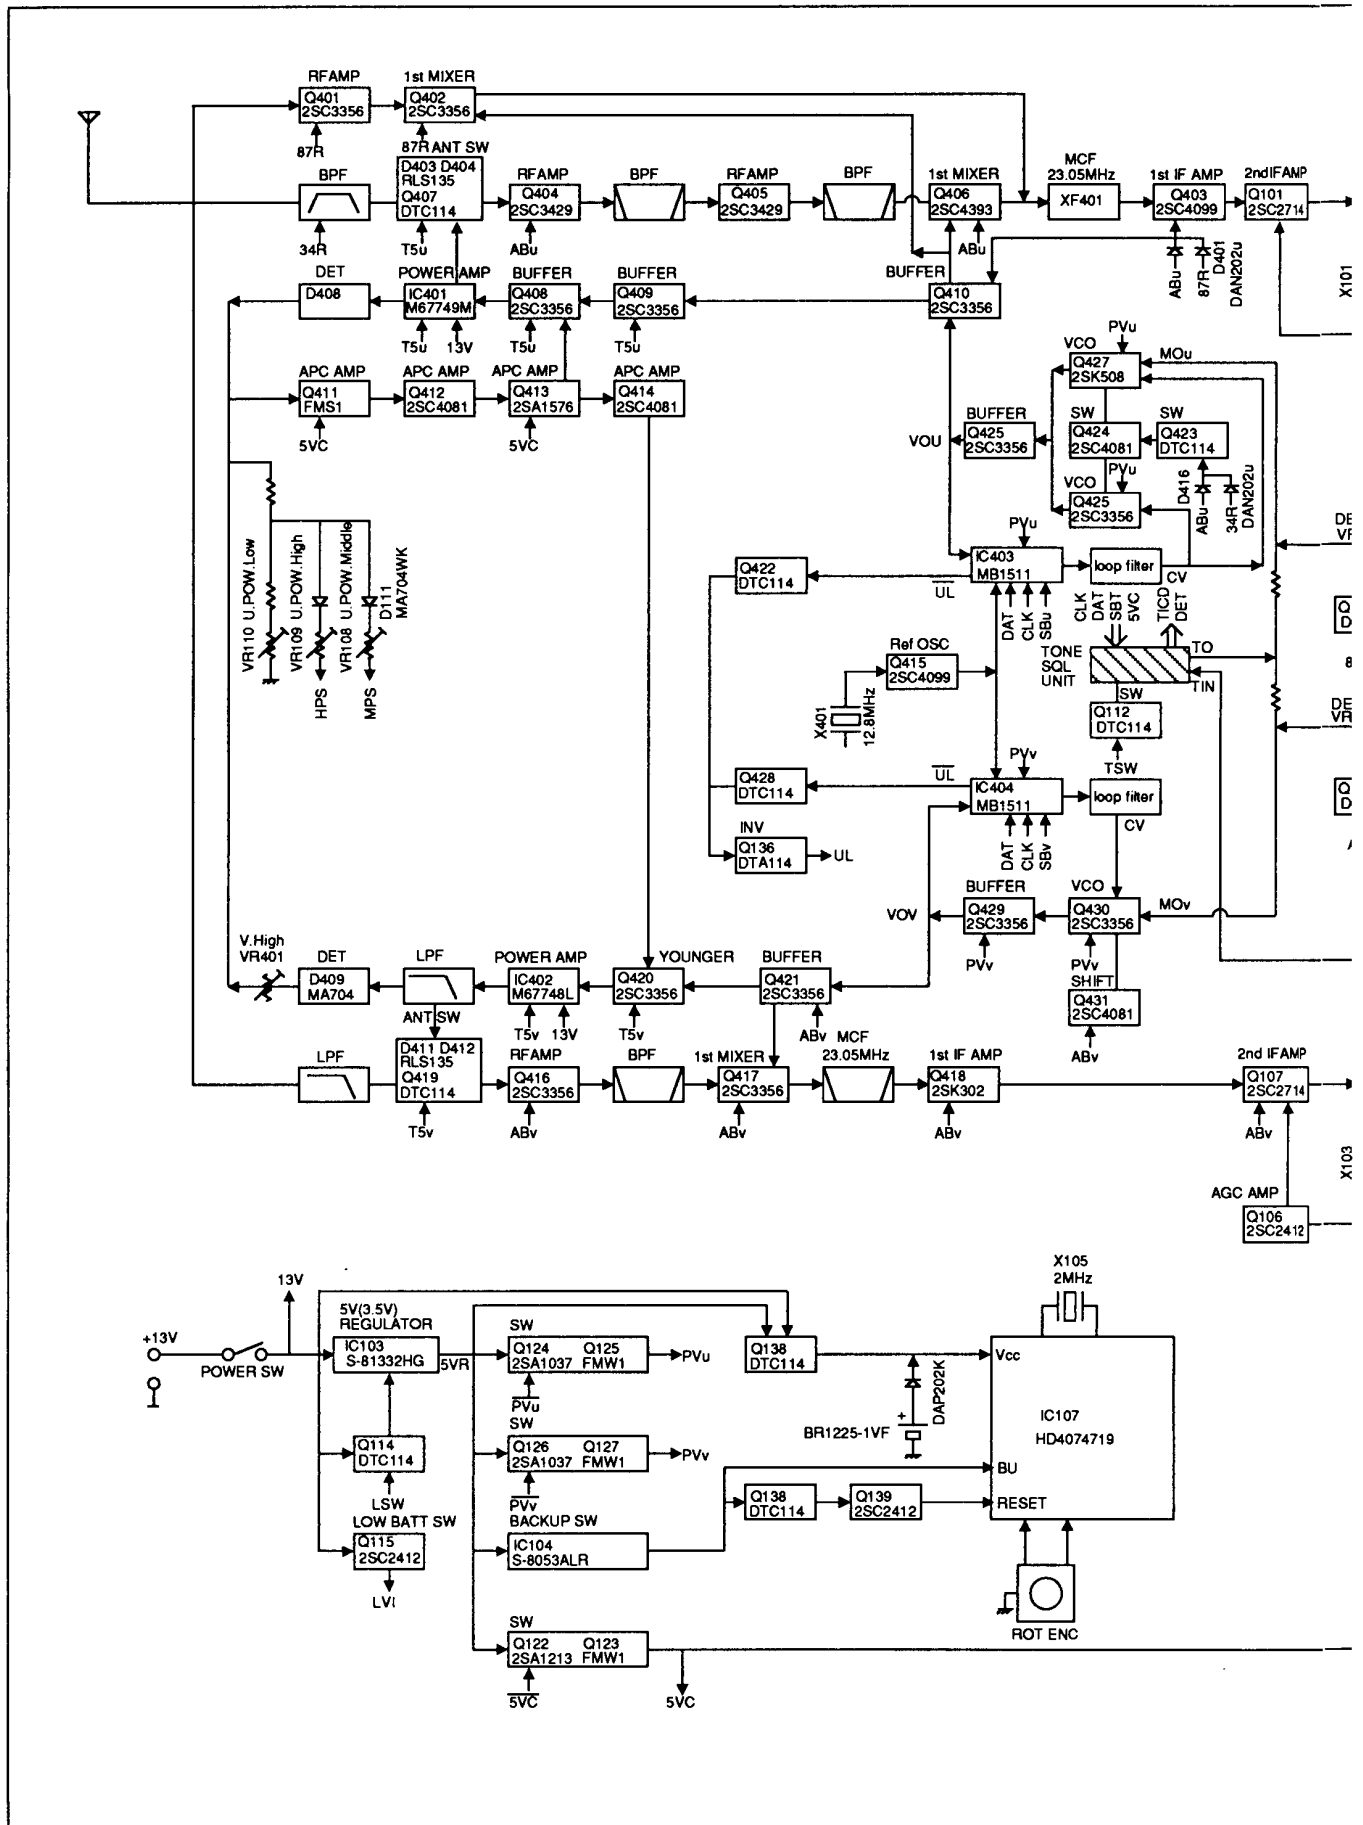 RFAMP
Q401
2SC3356
87R
1st MIXER
Q402
2SC3356
87R
ANT SW
D403 D404
RLS135
Q407
DTC114
T5u
BPF
34R
RFAMP
Q404
2SC3429
ABu
BPF
RFAMP
Q405
2SC3429
BPF
1st MIXER
Q406
2SC4393
ABu
MCF
23.05MHz
XF401
1st IF AMP
Q403
2SC4099
2nd IFAMP
Q101
2SC2714
ABu
87R
D401
DAN202u
X101
DET
D408
POWER AMP
IC401
M67749M
T5u
13V
BUFFER
Q408
2SC3356
T5u
BUFFER
Q409
2SC3356
T5u
BUFFER
Q410
2SC3356
APC AMP
Q411
FMS1
5VC
APC AMP
Q412
2SC4081
APC AMP
Q413
2SA1576
5VC
APC AMP
Q414
2SC4081
VOU
BUFFER
Q425
2SC3356
PVu
VCO
Q427
2SK508
MOu
SW
Q424
2SC4081
SW
Q423
DTC114
PVu
VCO
Q425
2SC3356
D416
ABu
34R
DAN202u
VR110 U.POW.Low
VR109 U.POW.High
VR108 U.POW.Middle
D111
MA704WK
HPS
MPS
Q422
DTC114
UL
PVu
IC403
MB1511
DAT
CLK
SBu
loop filter
CV
CLK
DAT
SBT
5VC
TICD
DET
TONE
SQL
UNIT
TO
TIN
SW
Q112
DTC114
TSW
Ref OSC
Q415
2SC4099
X401
12.8MHz
DE
VR
Q
D
8
DE
VR
Q
D
Q428
DTC114
UL
PVv
IC404
MB1511
DAT
CLK
SBv
loop filter
CV
INV
Q136
DTA114
UL
VOV
BUFFER
Q429
2SC3356
PVv
VCO
Q430
2SC3356
MOv
PVv
SHIFT
Q431
2SC4081
ABv
V.High
VR401
DET
D409
MA704
LPF
POWER AMP
IC402
M67748L
T5v
13V
YOUNGER
Q420
2SC3356
T5v
BUFFER
Q421
2SC3356
ABv
LPF
ANT SW
D411 D412
RLS135
Q419
DTC114
T5v
RFAMP
Q416
2SC3356
ABv
BPF
1st MIXER
Q417
2SC3356
ABv
MCF
23.05MHz
1st IF AMP
Q418
2SK302
ABv
2nd IFAMP
Q107
2SC2714
ABv
X103
AGC AMP
Q106
2SC2412
+13V
POWER SW
13V
5V(3.5V)
REGULATOR
IC103
S-81332HG
5VR
Q114
DTC114
LSW
LOW BATT SW
Q115
2SC2412
LVI
SW
Q124 Q125
2SA1037 FMW1
PVu
PVu
SW
Q126 Q127
2SA1037 FMW1
PVv
PVv
BACKUP SW
IC104
S-8053ALR
SW
Q122 Q123
2SA1213 FMW1
5VC
5VC
Q138
DTC114
DAP202K
+
BR1225-1VF
Q138
DTC114
Q139
2SC2412
X105
2MHz
Vcc
IC107
HD4074719
BU
RESET
ROT ENC